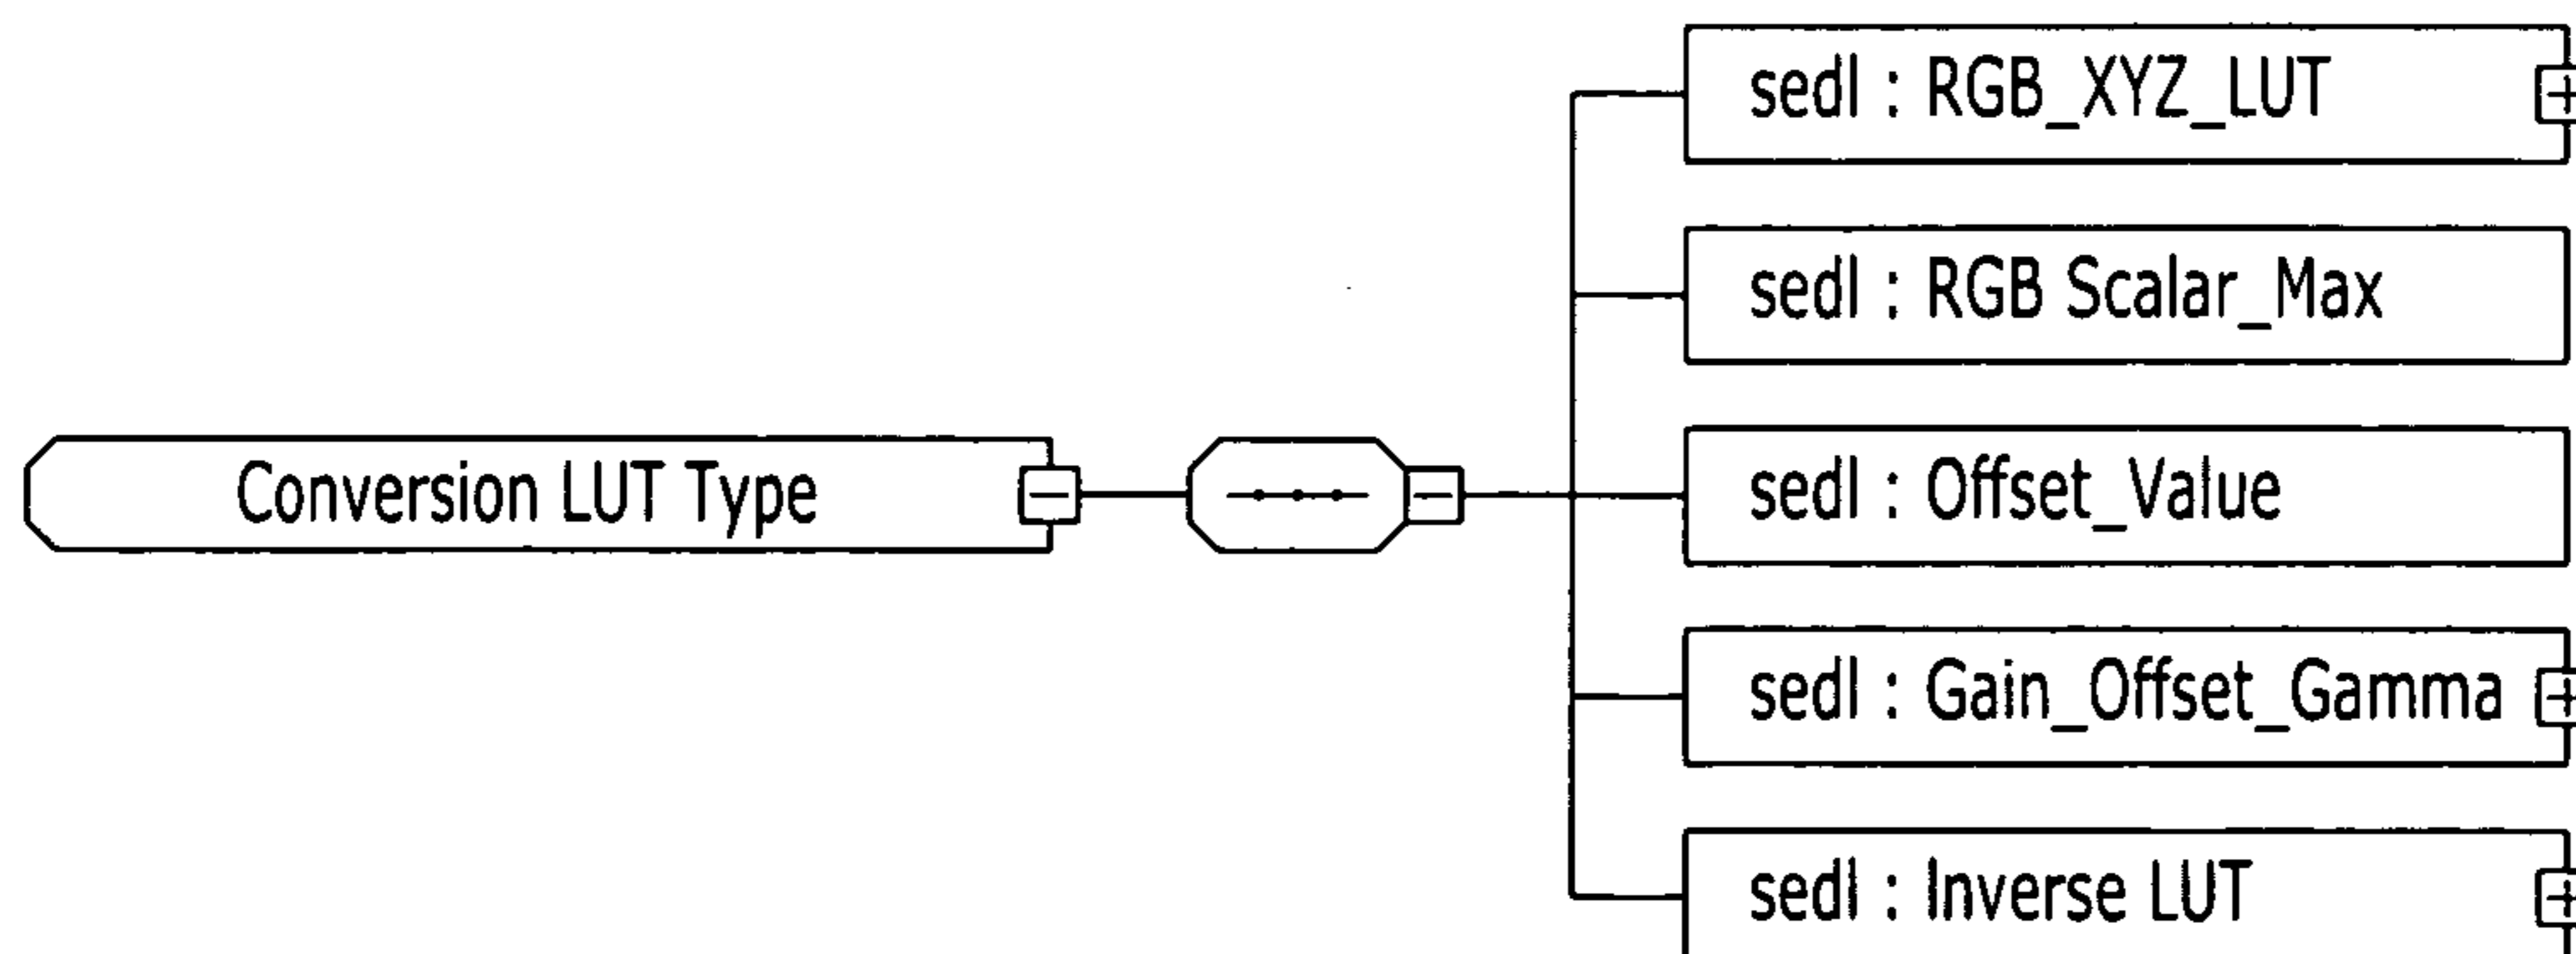 sedl : RGB_XYZ_LUT
sedl : RGB Scalar_Max
Conversion LUT Type
sedl : Offset_Value
sedl : Gain_Offset_Gamma
sedl : Inverse LUT